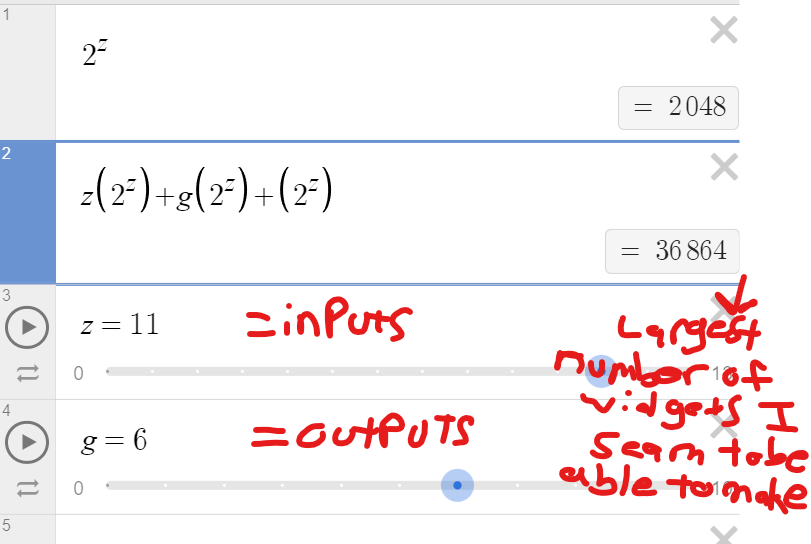 1
2^z
= 2048
2
z(2^z)+g(2^z)+(2^z)
= 36864
3
z = 11
=inPuts
0
4
g = 6
=outPUTS
0
Largest
number of
widgets I
seam to be
able to make
5